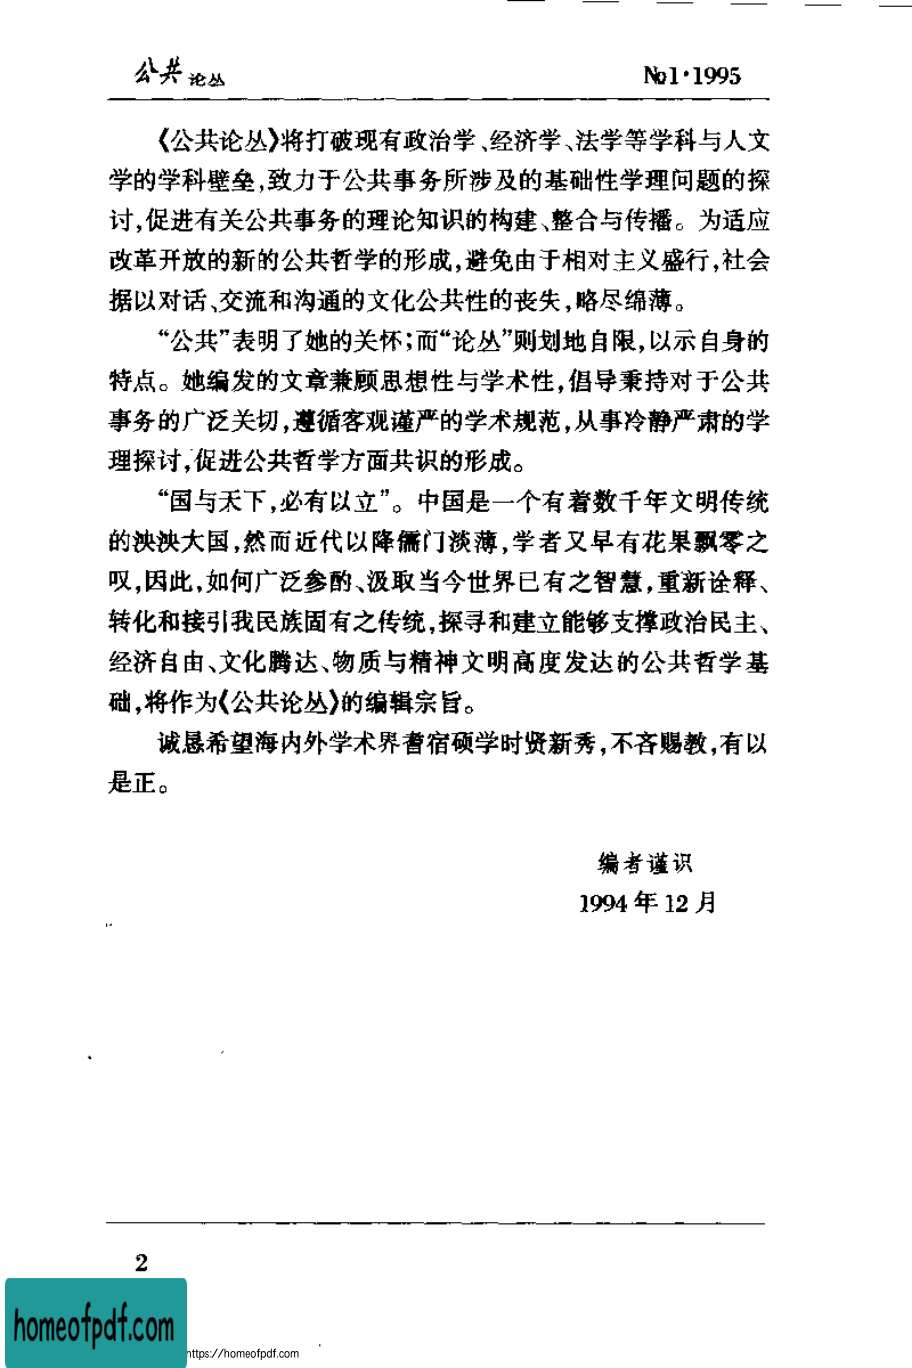 公共论丛 №1·1995
《公共论丛》将打破现有政治学、经济学、法学等学科与人文
学的学科壁垒,致力于公共事务所涉及的基础性学理问题的探
讨,促进有关公共事务的理论知识的构建、整合与传播。为适应
改革开放的新的公共哲学的形成,避免由于相对主义盛行,社会
据以对话、交流和沟通的文化公共性的丧失,略尽绵薄。
“公共”表明了她的关怀;而“论丛”则划地自限,以示自身的
特点。她编发的文章兼顾思想性与学术性,倡导秉持对于公共
事务的广泛关切,遵循客观谨严的学术规范,从事冷静严肃的学
理探讨,促进公共哲学方面共识的形成。
“国与天下,必有以立”。中国是一个有着数千年文明传统
的泱泱大国,然而近代以降儒门淡薄,学者又早有花果飘零之
叹,因此,如何广泛参酌、汲取当今世界已有之智慧,重新诠释、
转化和接引我民族固有之传统,探寻和建立能够支撑政治民主、
经济自由、文化腾达、物质与精神文明高度发达的公共哲学基
础,将作为《公共论丛》的编辑宗旨。
诚恳希望海内外学术界耆宿硕学时贤新秀,不吝赐教,有以
是正。
编者谨识
1994年12月
2
homeofpdf.com
https://homeofpdf.com